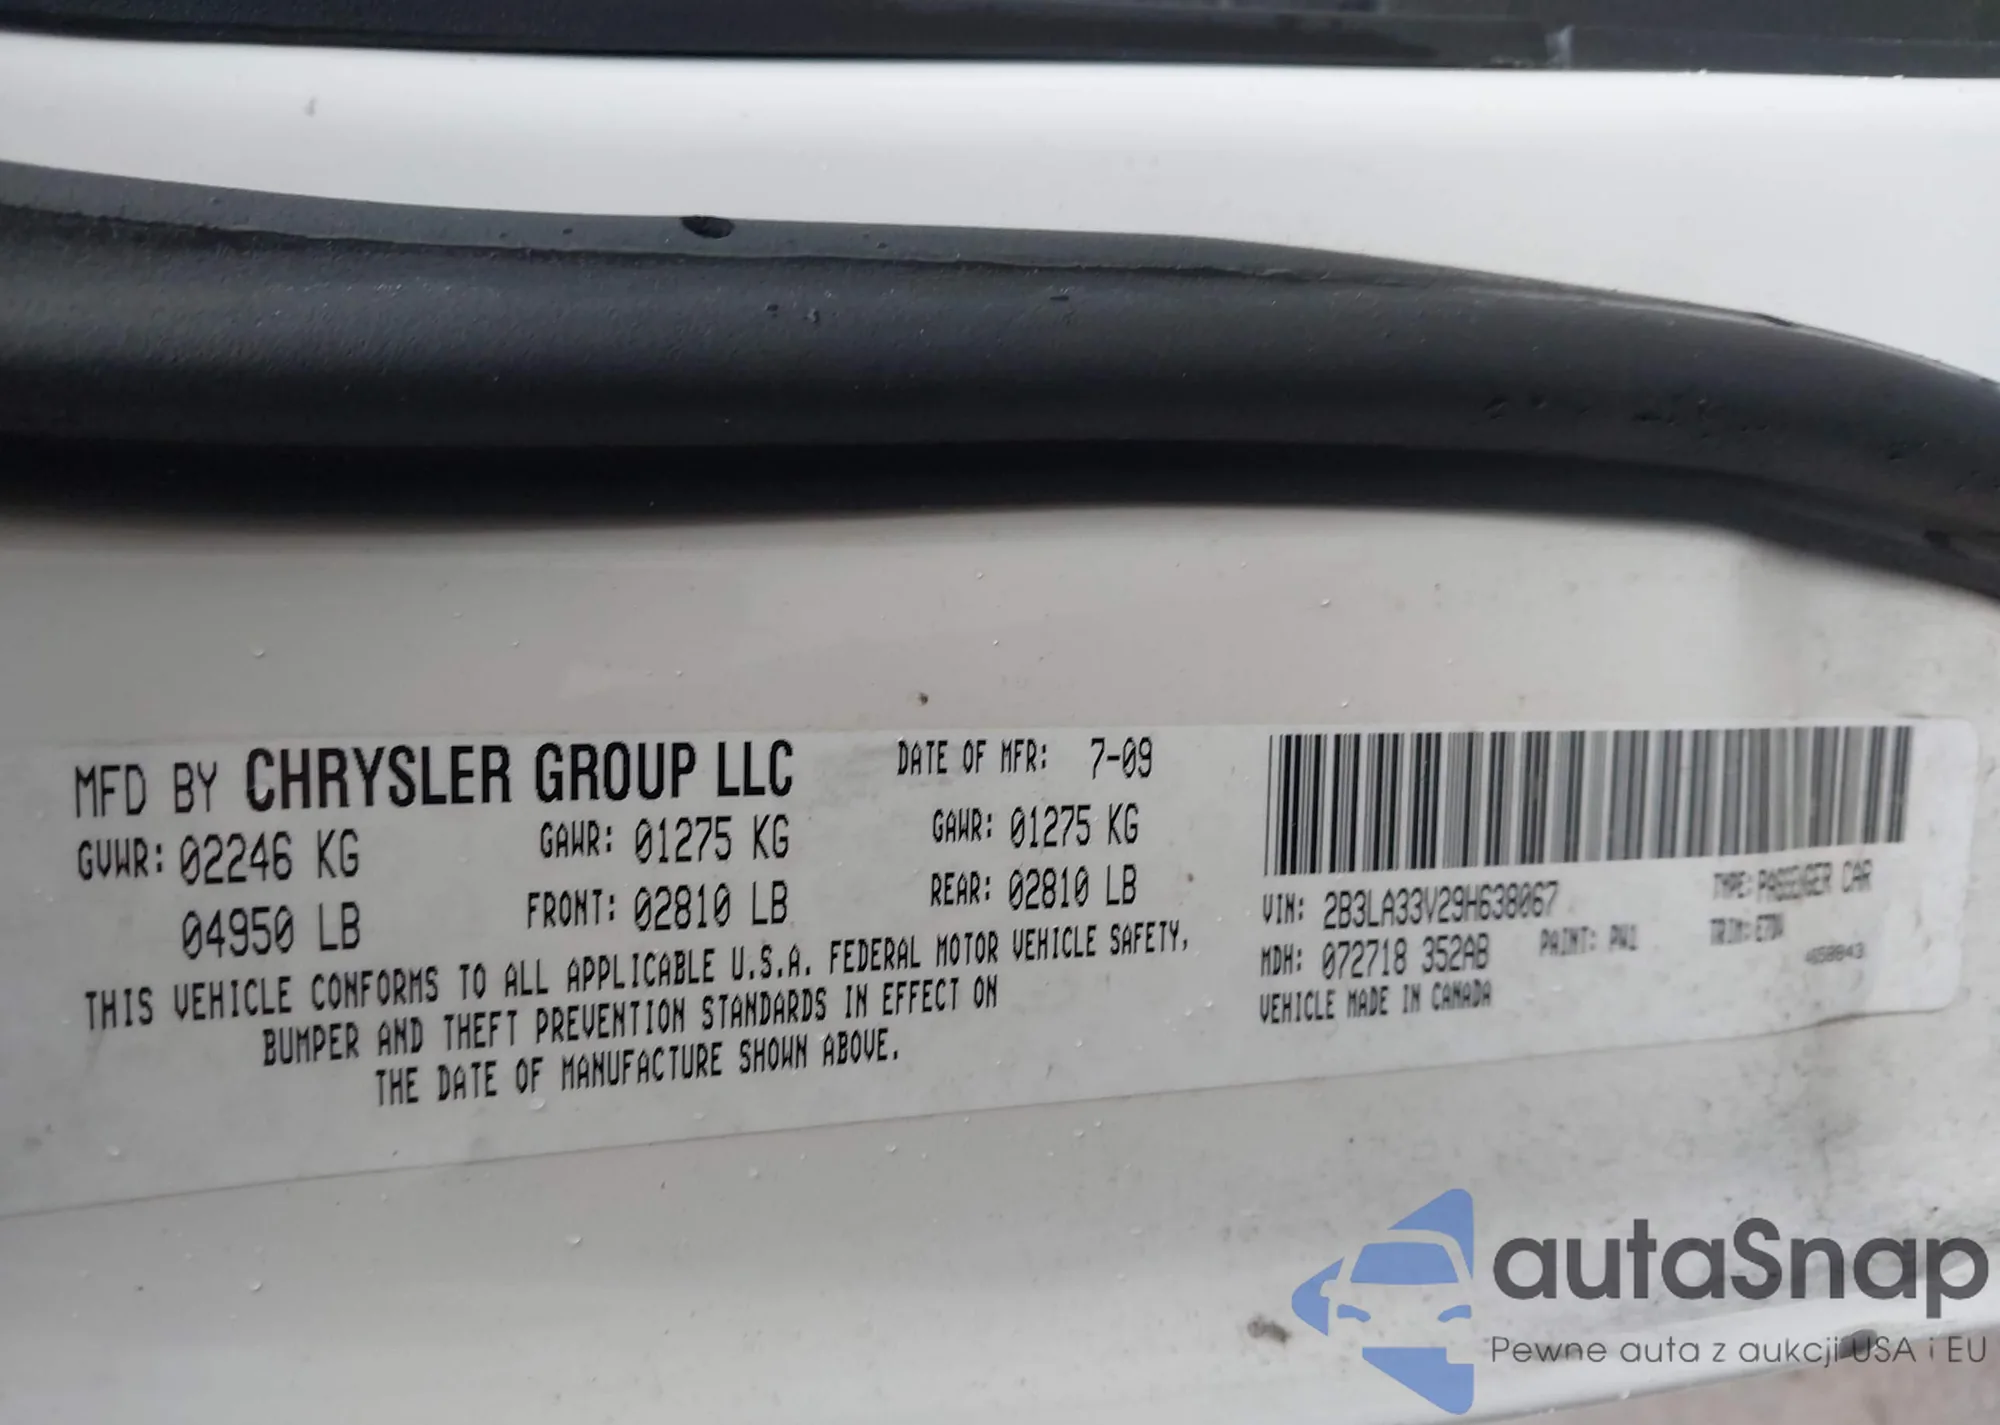 MFD BY CHRYSLER GROUP LLC DATE OF MFR: 7-09
GVWR: 02246 KG GAWR: 01275 KG GAWR: 01275 KG
04950 LB FRONT: 02810 LB REAR: 02810 LB
THIS VEHICLE CONFORMS TO ALL APPLICABLE U.S.A. FEDERAL MOTOR VEHICLE SAFETY,
BUMPER AND THEFT PREVENTION STANDARDS IN EFFECT ON
THE DATE OF MANUFACTURE SHOWN ABOVE.
VIN: 2B3LA33V29H638067 TYPE: PASSENGER CAR
MDH: 072718 352AB PAINT: PW1 TRIM:
VEHICLE MADE IN CANADA
autaSnap
Pewne auta z aukcji USA i EU